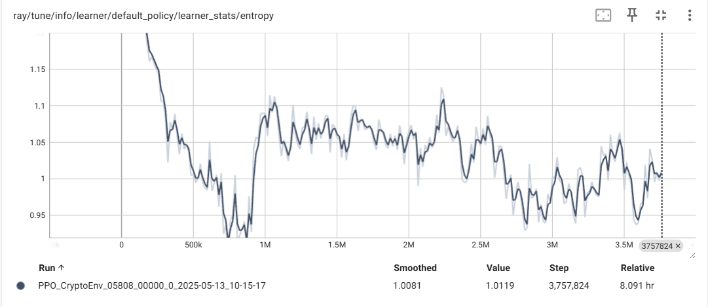 ray/tune/info/learner/default_policy/learner_stats/entropy
1.15
1.1
1.05
1
0.95
0 500k 1M 1.5M 2M 2.5M 3M 3.5M 3757824 ×
Run ↑ Smoothed Value Step Relative
PPO_CryptoEnv_05808_00000_0_2025-05-13_10-15-17 1.0081 1.0119 3,757,824 8.091 hr